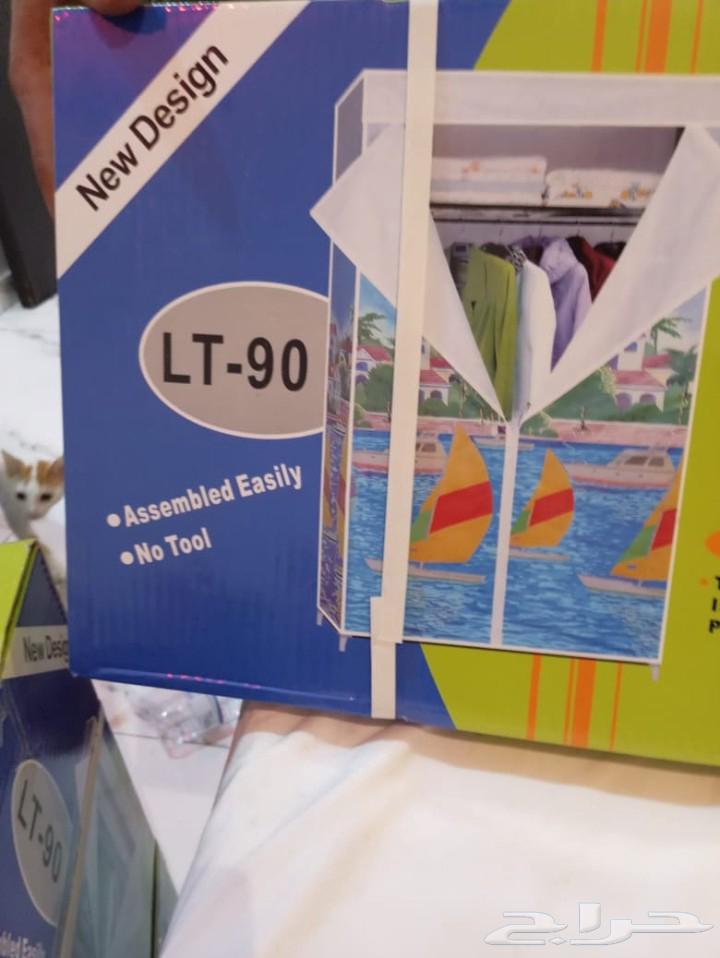 New Design
LT-90
•Assembled Easily
•No Tool
New Desig
LT-90
حراج